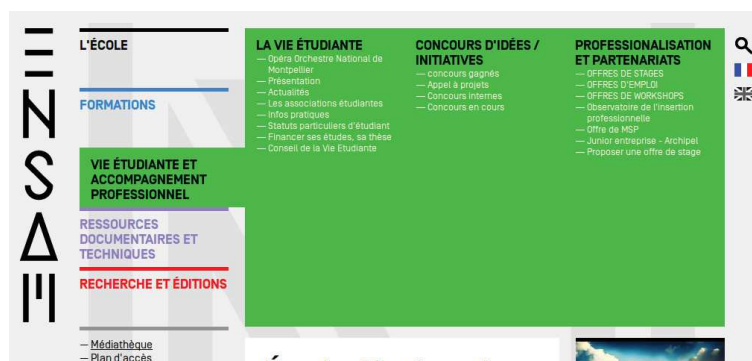 ENSAM
L'ÉCOLE
FORMATIONS
VIE ÉTUDIANTE ET
ACCOMPAGNEMENT
PROFESSIONNEL
RESSOURCES
DOCUMENTAIRES ET
TECHNIQUES
RECHERCHE ET ÉDITIONS
— Médiathèque
— Plan d'accès
LA VIE ÉTUDIANTE
— Opéra Orchestre National de
Montpellier
— Présentation
— Actualités
— Les associations étudiantes
— Infos pratiques
— Statuts particuliers d'étudiant
— Financer ses études, sa thèse
— Conseil de la Vie Etudiante
CONCOURS D'IDÉES /
INITIATIVES
— concours gagnés
— Appel à projets
— Concours internes
— Concours en cours
PROFESSIONALISATION
ET PARTENARIATS
— OFFRES DE STAGES
— OFFRES D'EMPLOI
— OFFRES DE WORKSHOPS
— Observatoire de l'insertion
professionnelle
— Offre de MSP
— Junior entreprise - Archipel
— Proposer une offre de stage